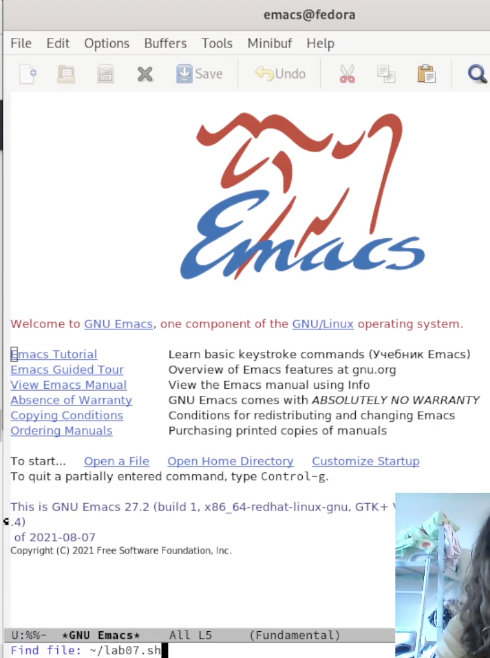 emacs@fedora
File Edit Options Buffers Tools Minibuf Help
Save Undo
Emacs
Welcome to GNU Emacs, one component of the GNU/Linux operating system.
Emacs Tutorial Learn basic keystroke commands (Учебник Emacs)
Emacs Guided Tour Overview of Emacs features at gnu.org
View Emacs Manual View the Emacs manual using Info
Absence of Warranty GNU Emacs comes with ABSOLUTELY NO WARRANTY
Copying Conditions Conditions for redistributing and changing Emacs
Ordering Manuals Purchasing printed copies of manuals
To start... Open a File Open Home Directory Customize Startup
To quit a partially entered command, type Control-g.
This is GNU Emacs 27.2 (build 1, x86_64-redhat-linux-gnu, GTK+
.4)
of 2021-08-07
Copyright (C) 2021 Free Software Foundation, Inc.
U:%%- *GNU Emacs* All L5 (Fundamental)
Find file: ~/lab07.sh